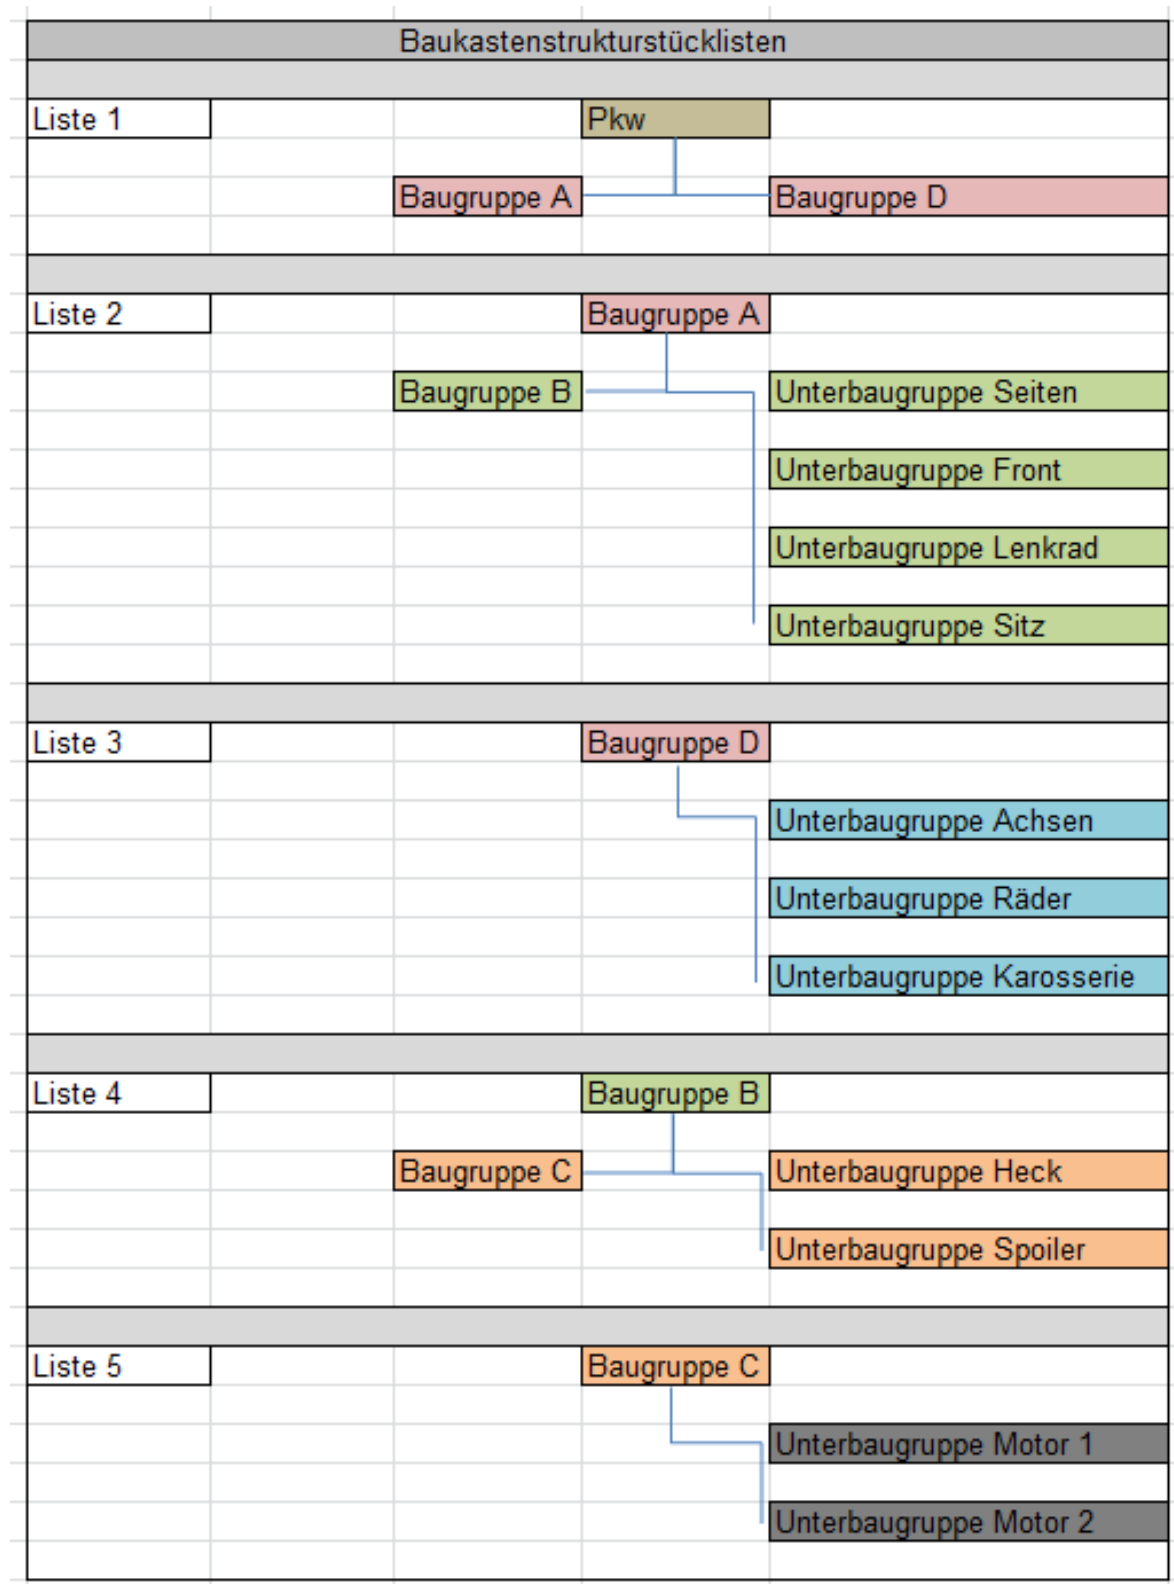 Baukastenstrukturstücklisten
Liste 1 Pkw
Baugruppe A Baugruppe D
Liste 2 Baugruppe A
Baugruppe B Unterbaugruppe Seiten
Unterbaugruppe Front
Unterbaugruppe Lenkrad
Unterbaugruppe Sitz
Liste 3 Baugruppe D
Unterbaugruppe Achsen
Unterbaugruppe Räder
Unterbaugruppe Karosserie
Liste 4 Baugruppe B
Baugruppe C Unterbaugruppe Heck
Unterbaugruppe Spoiler
Liste 5 Baugruppe C
Unterbaugruppe Motor 1
Unterbaugruppe Motor 2